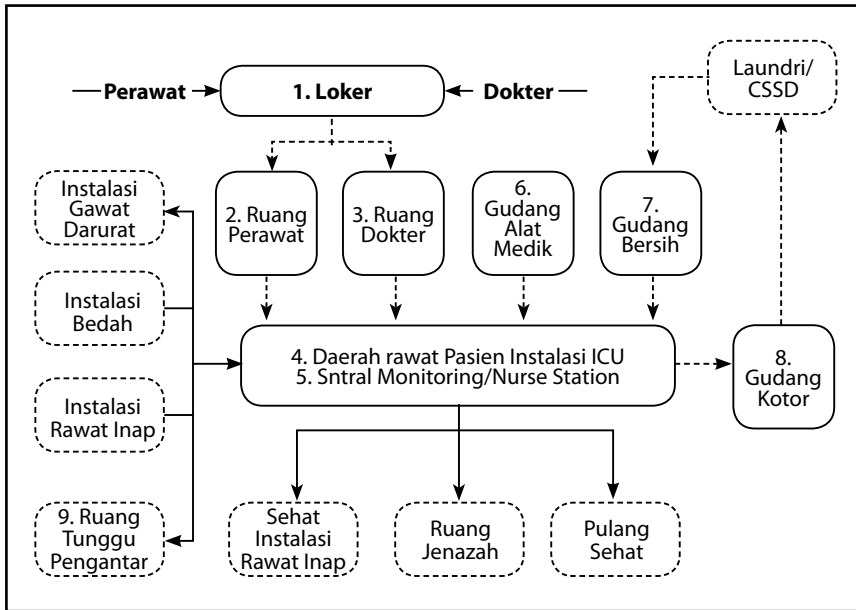 Perawat
1. Loker
Dokter
Laundri/
CSSD
Instalasi
Gawat
Darurat
2. Ruang
Perawat
3. Ruang
Dokter
6.
Gudang
Alat
Medik
7.
Gudang
Bersih
Instalasi
Bedah
4. Daerah rawat Pasien Instalasi ICU
5. Sntral Monitoring/Nurse Station
8.
Gudang
Kotor
Instalasi
Rawat Inap
9. Ruang
Tunggu
Pengantar
Sehat
Instalasi
Rawat Inap
Ruang
Jenazah
Pulang
Sehat